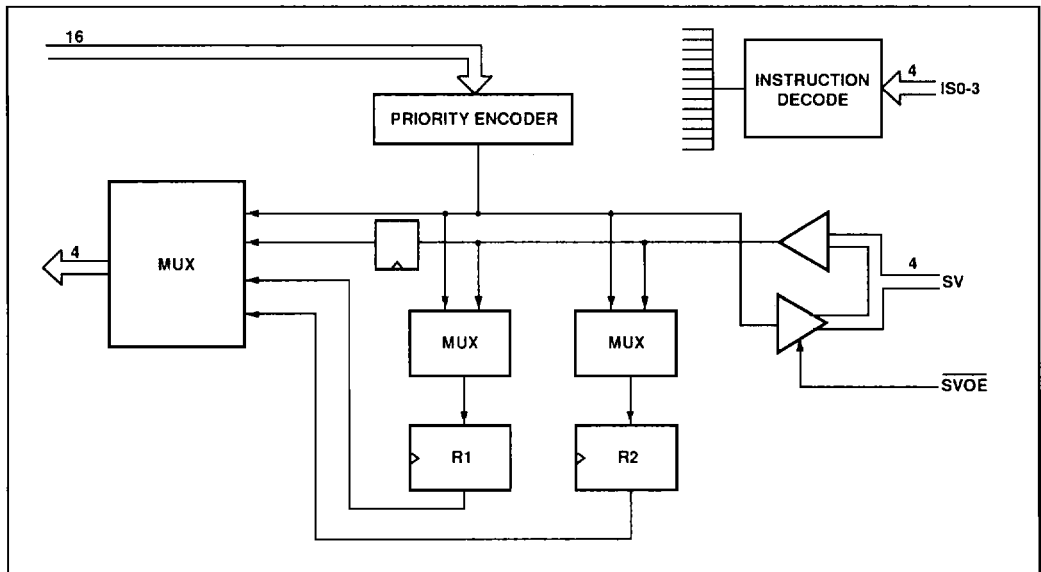 16
PRIORITY ENCODER
INSTRUCTION
DECODE
4
IS0-3
MUX
4
4
SV
MUX
MUX
SVOE
R1
R2